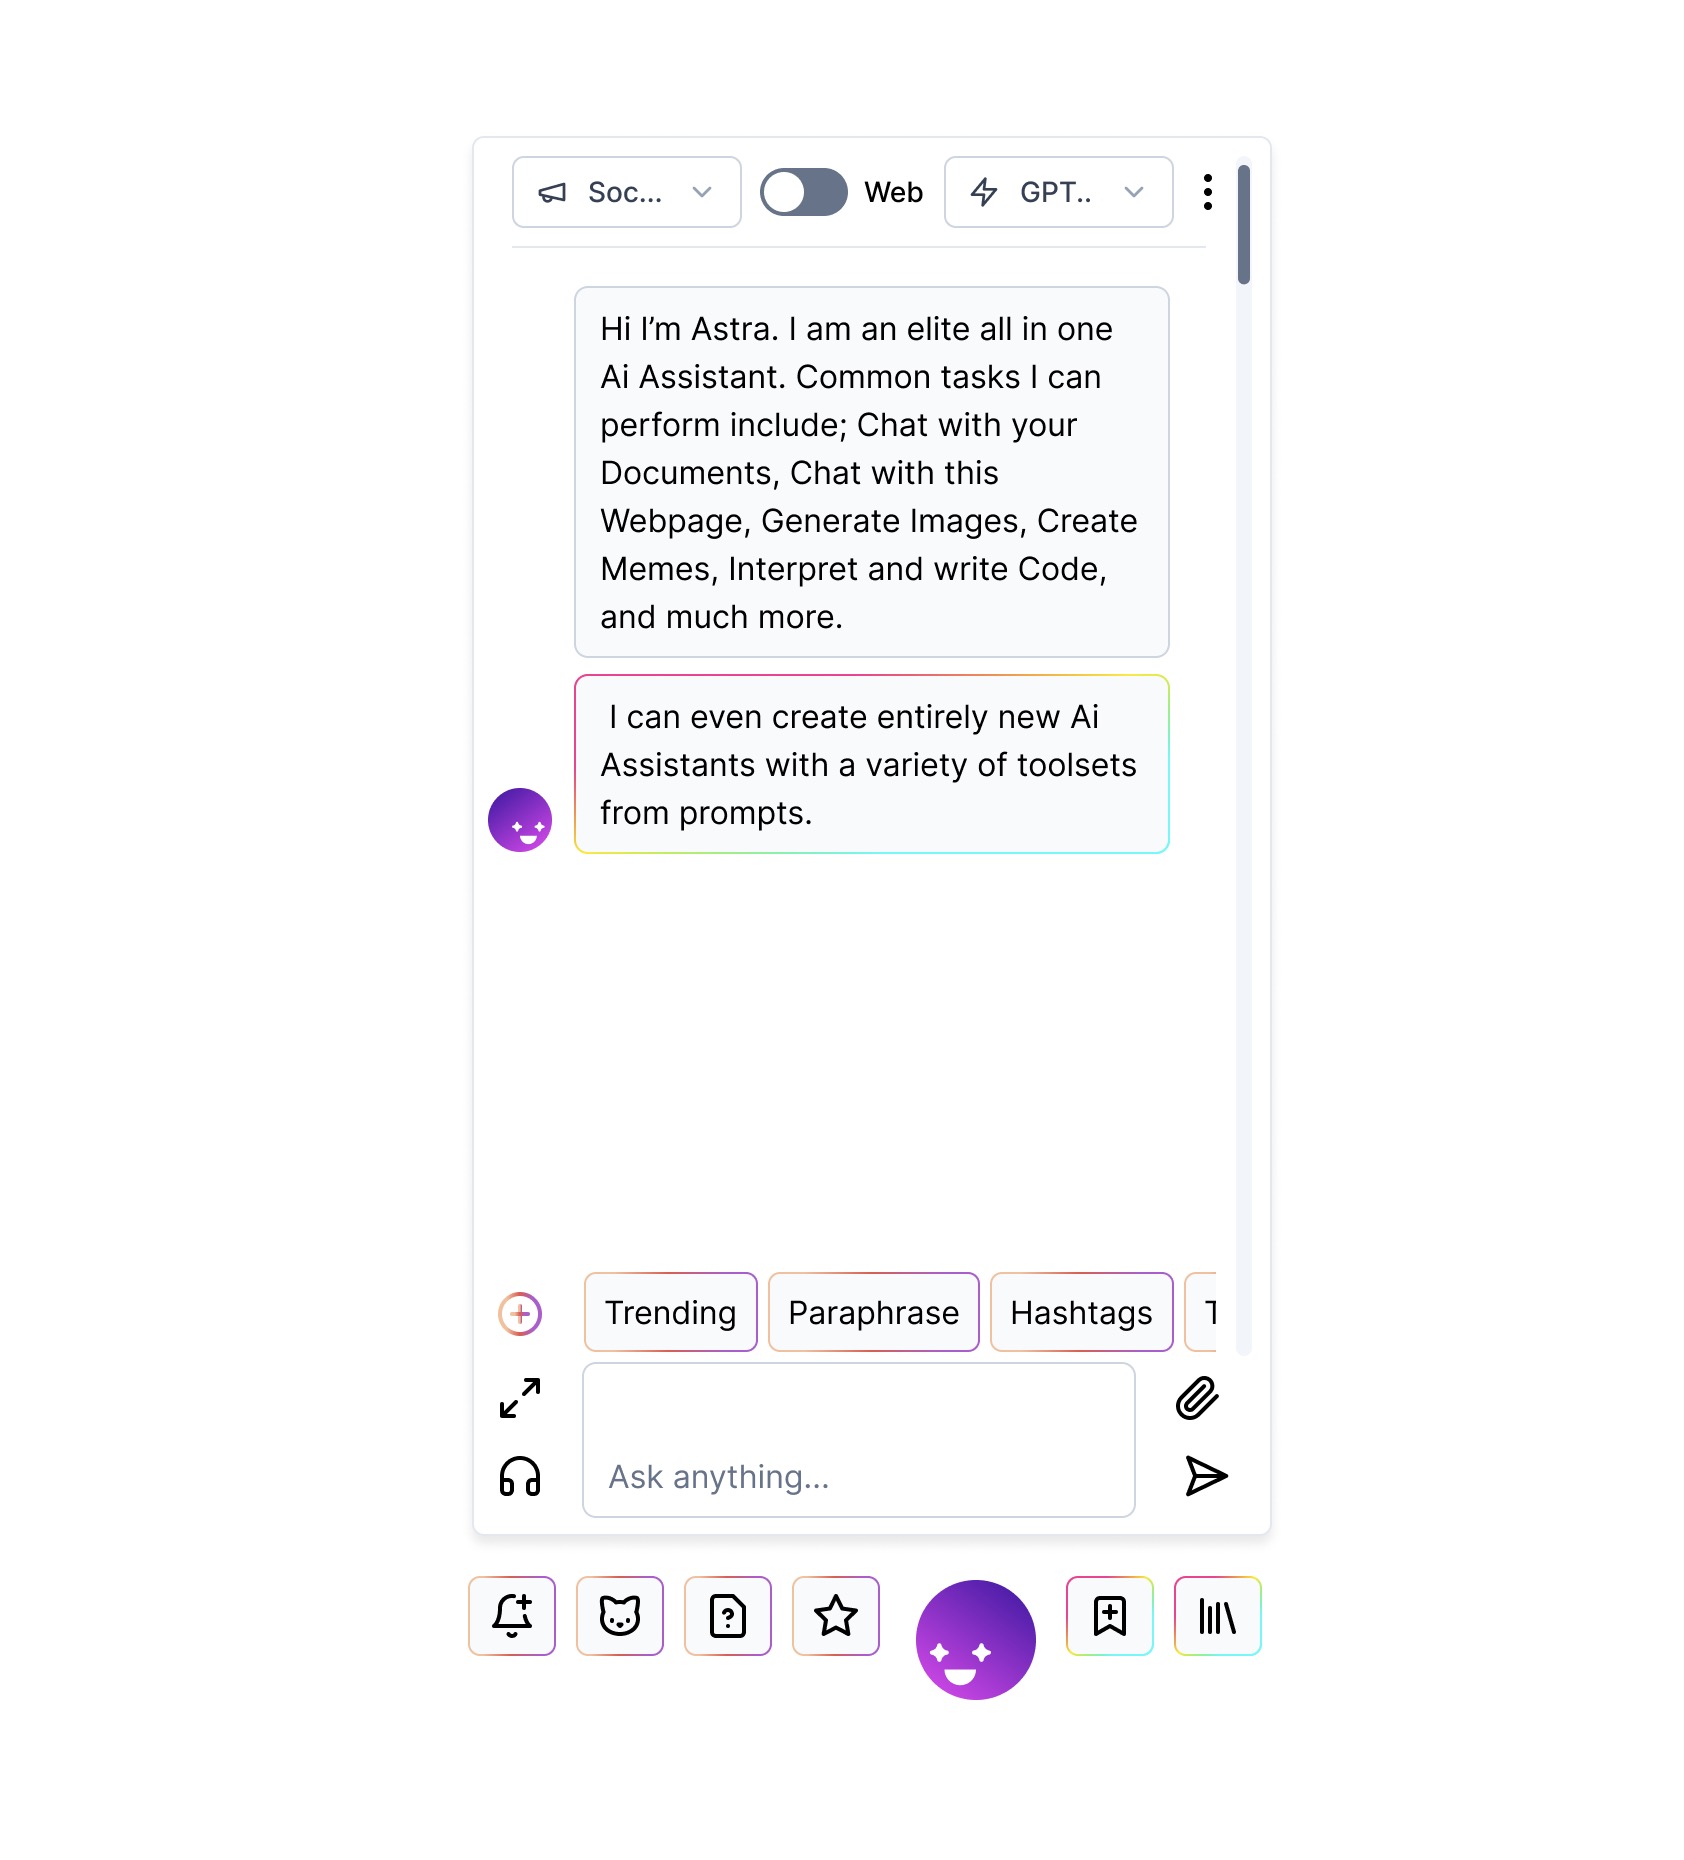 Soc...
Web
GPT..
Hi I’m Astra. I am an elite all in one
Ai Assistant. Common tasks I can
perform include; Chat with your
Documents, Chat with this
Webpage, Generate Images, Create
Memes, Interpret and write Code,
and much more.
I can even create entirely new Ai
Assistants with a variety of toolsets
from prompts.
Trending
Paraphrase
Hashtags
Ask anything...